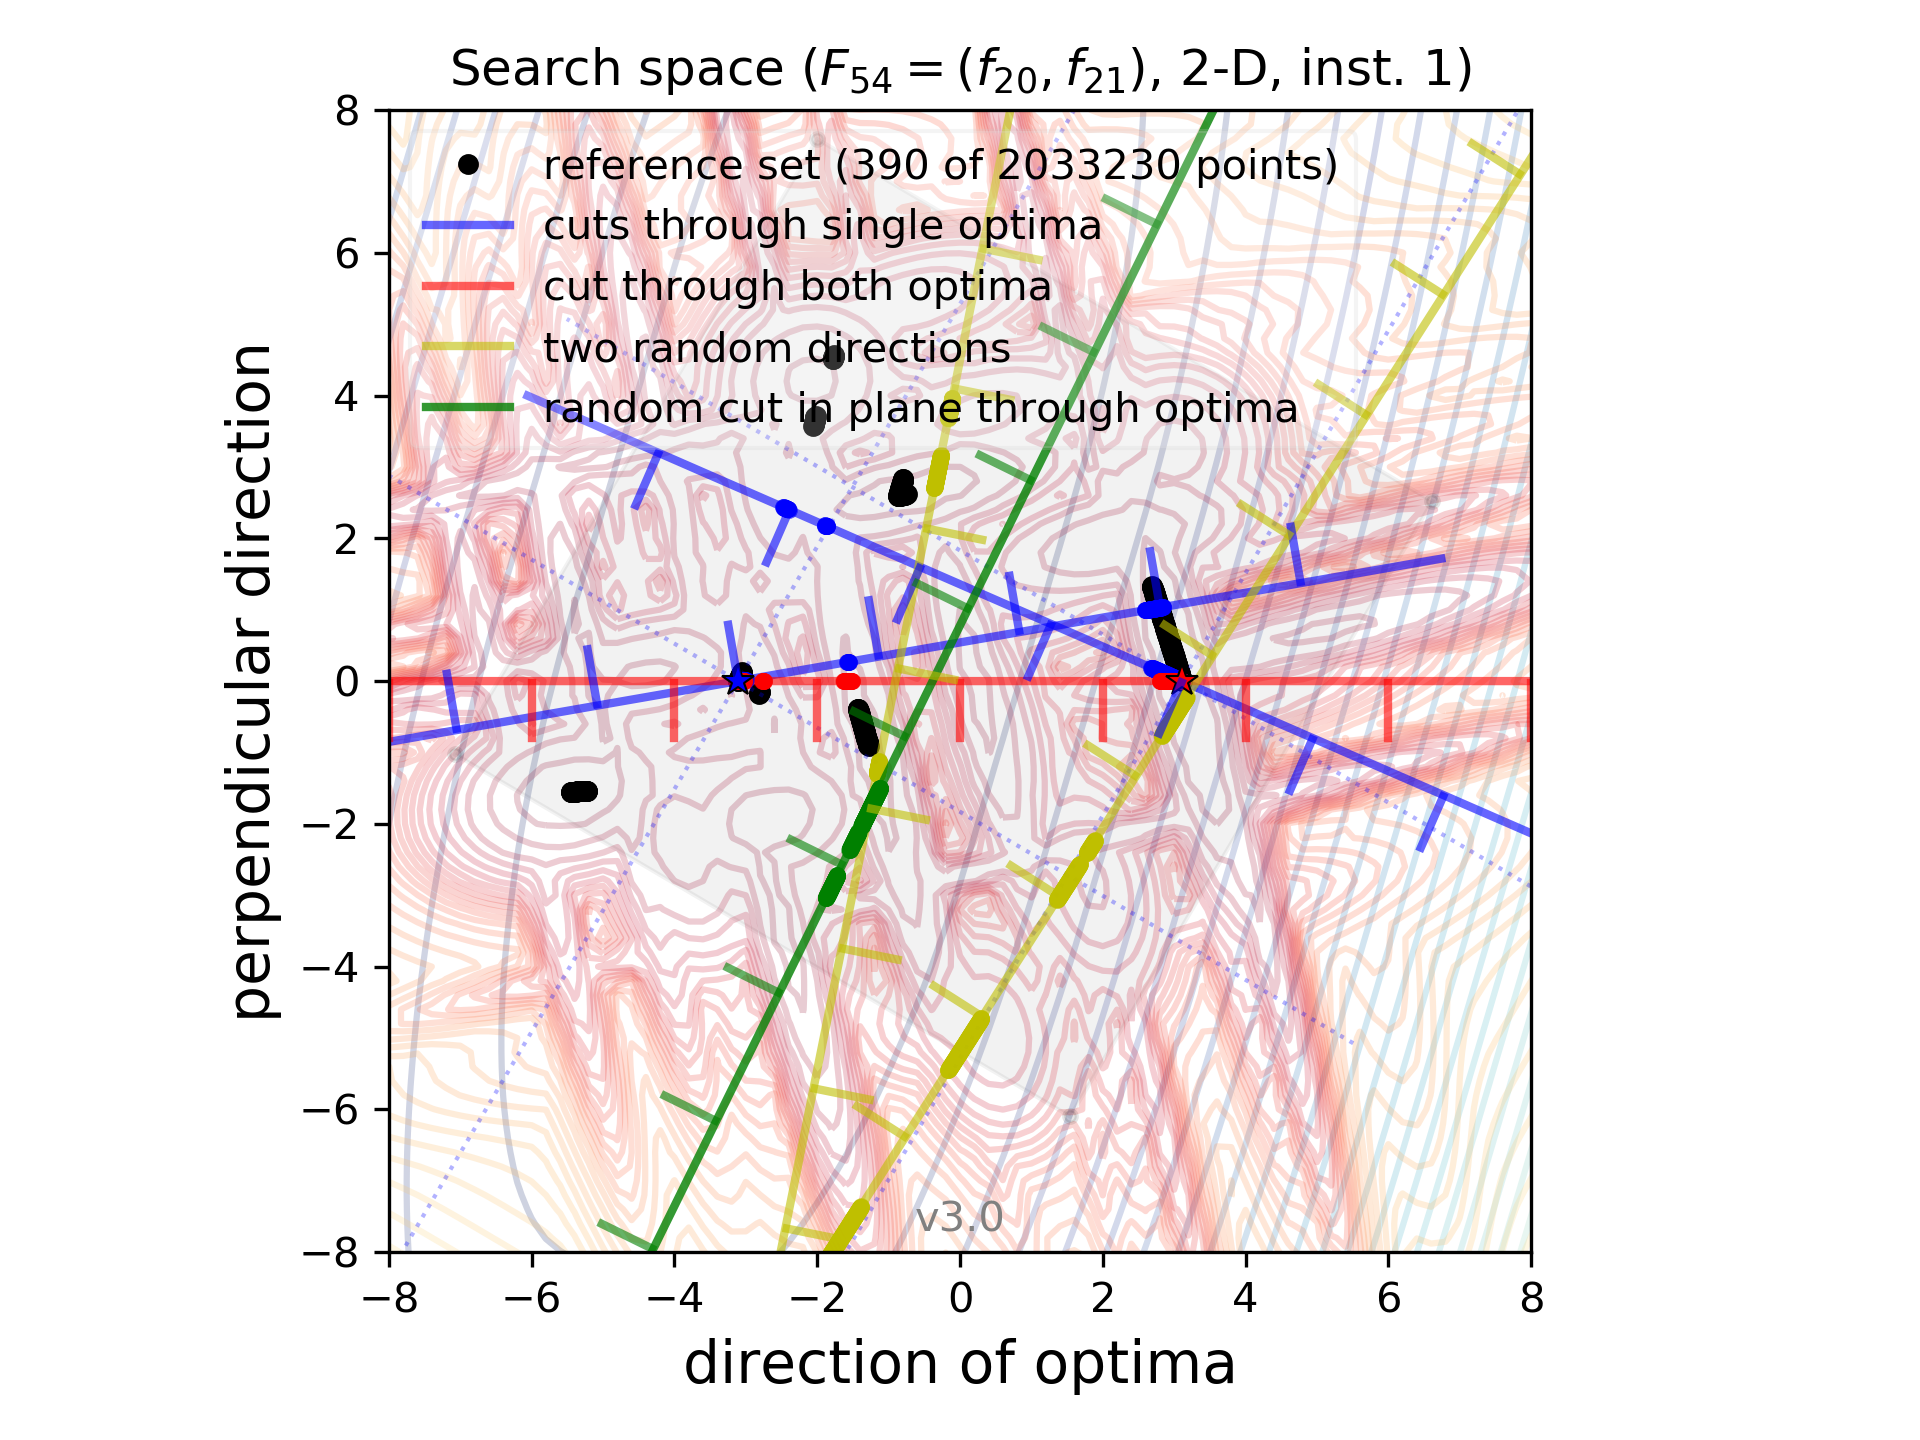 Search space (F54 = (f20, f21), 2-D, inst. 1)
reference set (390 of 2033230 points)
cuts through single optima
cut through both optima
two random directions
random cut in plane through optima
perpendicular direction
8
6
4
2
0
−2
−4
−6
−8
v3.0
−8 −6 −4 −2 0 2 4 6 8
direction of optima